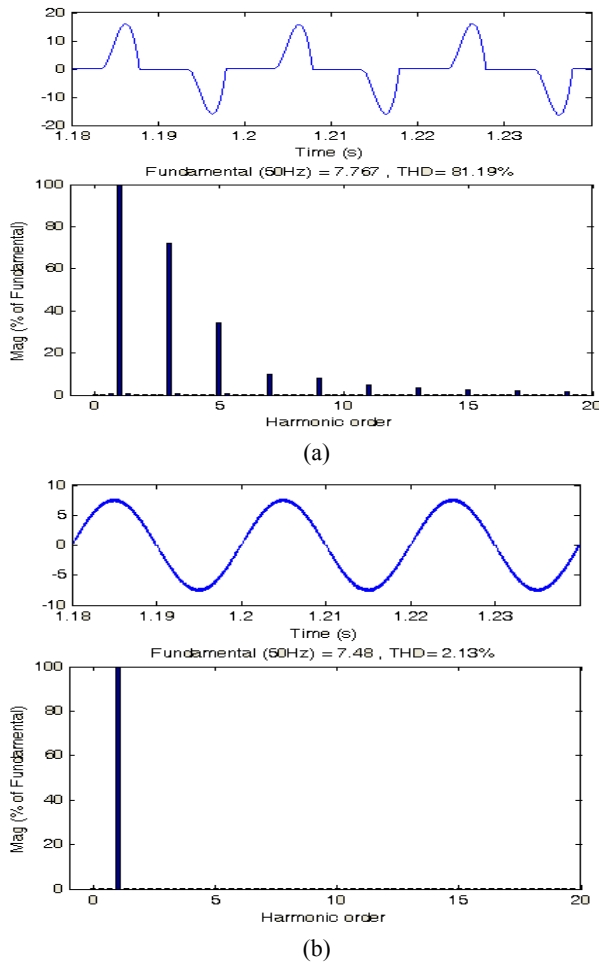 20
10
0
-10
-20
1.18 1.19 1.2 1.21 1.22 1.23
Time (s)
Fundamental (50Hz) = 7.767 , THD= 81.19%
100
80
60
40
20
0
Mag (% of Fundamental)
0 5 10 15 20
Harmonic order
(a)
10
5
0
-5
-10
1.18 1.19 1.2 1.21 1.22 1.23
Time (s)
Fundamental (50Hz) = 7.48 , THD= 2.13%
100
80
60
40
20
0
Mag (% of Fundamental)
0 5 10 15 20
Harmonic order
(b)